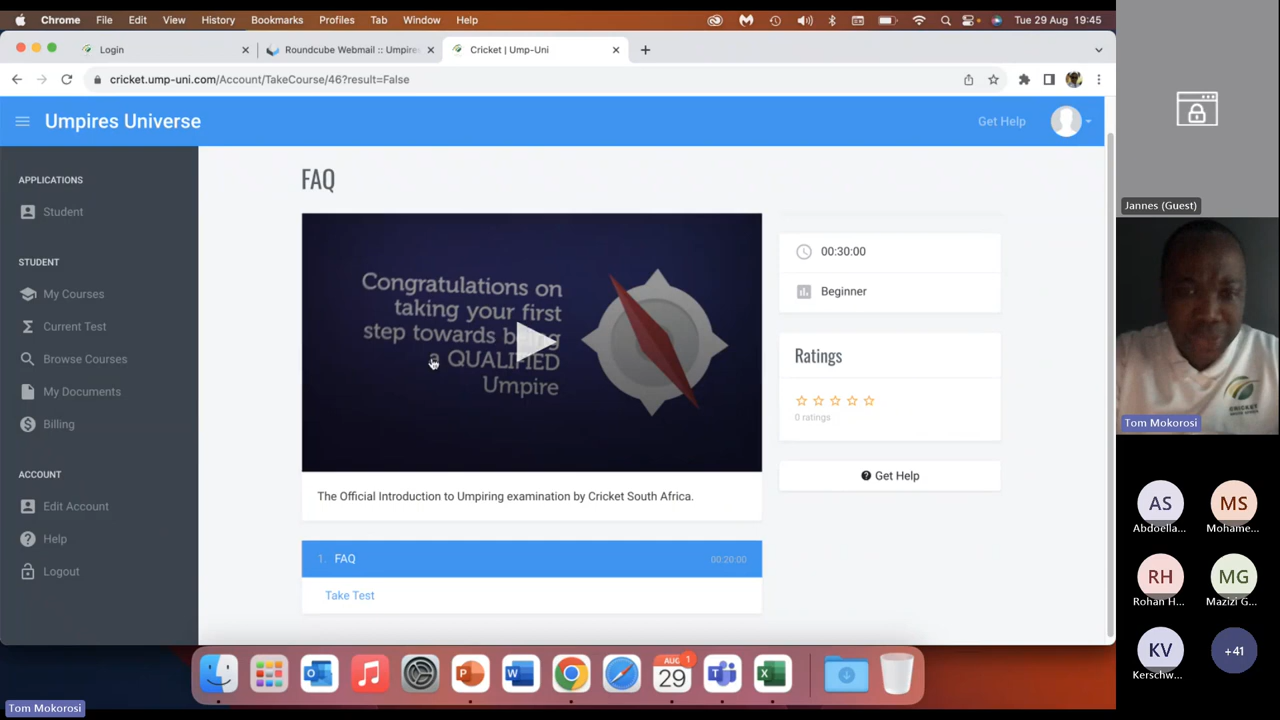 Chrome File Edit View History Bookmarks Profiles Tab Window Help Tue 29 Aug 19:45
Login Roundcube Webmail :: Umpire Cricket | Ump-Uni
cricket.ump-uni.com/Account/TakeCourse/46?result=False
Umpires Universe
Get Help
APPLICATIONS
Student
STUDENT
My Courses
Current Test
Browse Courses
My Documents
Billing
ACCOUNT
Edit Account
Help
Logout
FAQ
Congratulations on
taking your first
step towards being
a QUALIFIED
Umpire
The Official Introduction to Umpiring examination by Cricket South Africa.
1. FAQ 00:20:00
Take Test
00:30:00
Beginner
Ratings
0 ratings
Get Help
AUG 1
29
Tom Mokorosi
Jannes (Guest)
CRICKET
Tom Mokorosi
AS MS
Abdoella... Mohame...
RH MG
Rohan H... Mazizi G...
KV +41
Kerschw...